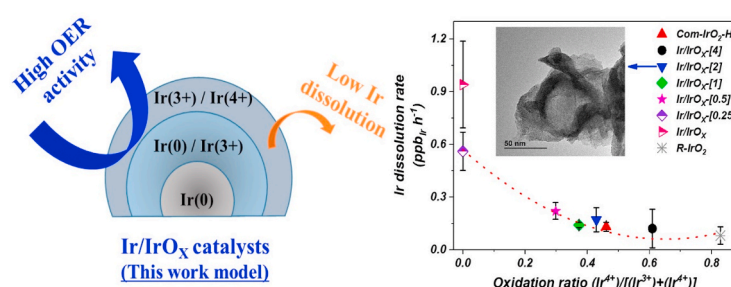 High OER
activity
Low Ir
dissolution
Ir(3+) / Ir(4+)
Ir(0) / Ir(3+)
Ir(0)
Ir/IrOX catalysts
(This work model)
Ir dissolution rate
(ppbIr h-1)
1.2
0.9
0.6
0.3
0.0
50 nm
Com-IrO2-H
Ir/IrOX-[4]
Ir/IrOX-[2]
Ir/IrOX-[1]
Ir/IrOX-[0.5]
Ir/IrOX-[0.25]
Ir/IrOX
R-IrO2
0.0 0.2 0.4 0.6 0.8
Oxidation ratio (Ir4+)/[(Ir3+)+(Ir4+)]